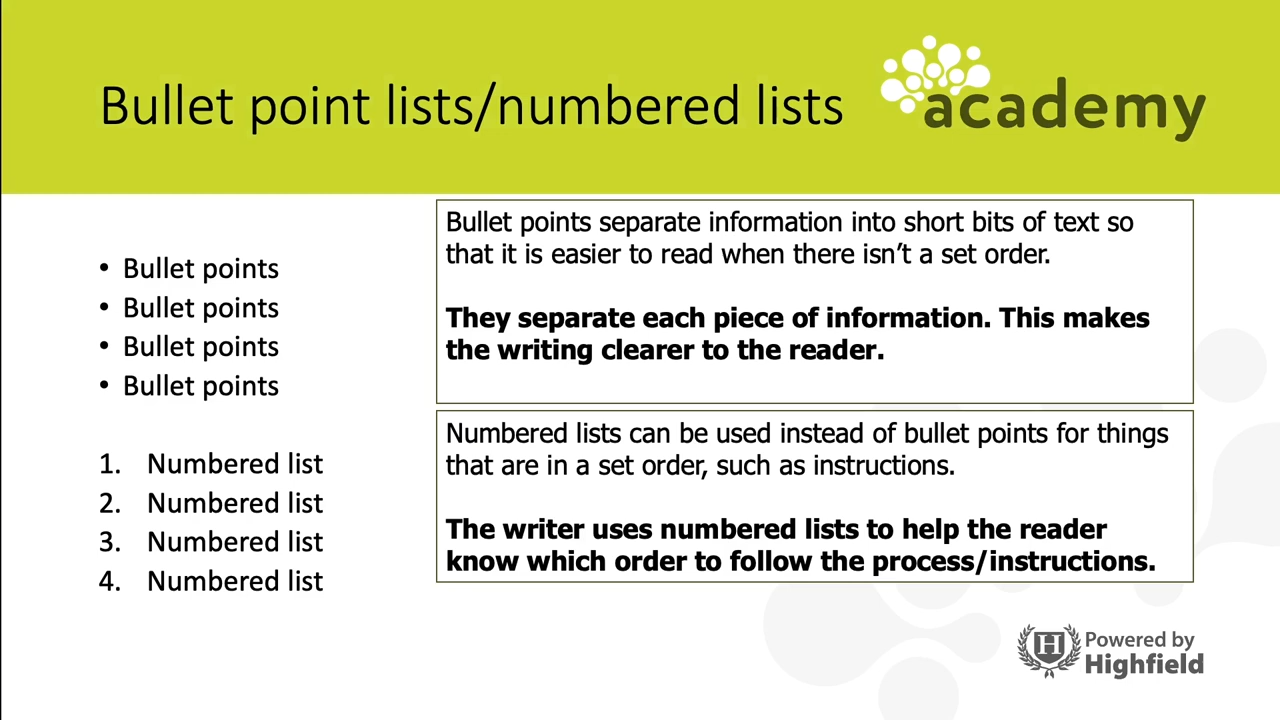 Bullet point lists/numbered lists
academy
• Bullet points
• Bullet points
• Bullet points
• Bullet points
1. Numbered list
2. Numbered list
3. Numbered list
4. Numbered list
Bullet points separate information into short bits of text so
that it is easier to read when there isn’t a set order.
They separate each piece of information. This makes
the writing clearer to the reader.
Numbered lists can be used instead of bullet points for things
that are in a set order, such as instructions.
The writer uses numbered lists to help the reader
know which order to follow the process/instructions.
H
Powered by
Highfield